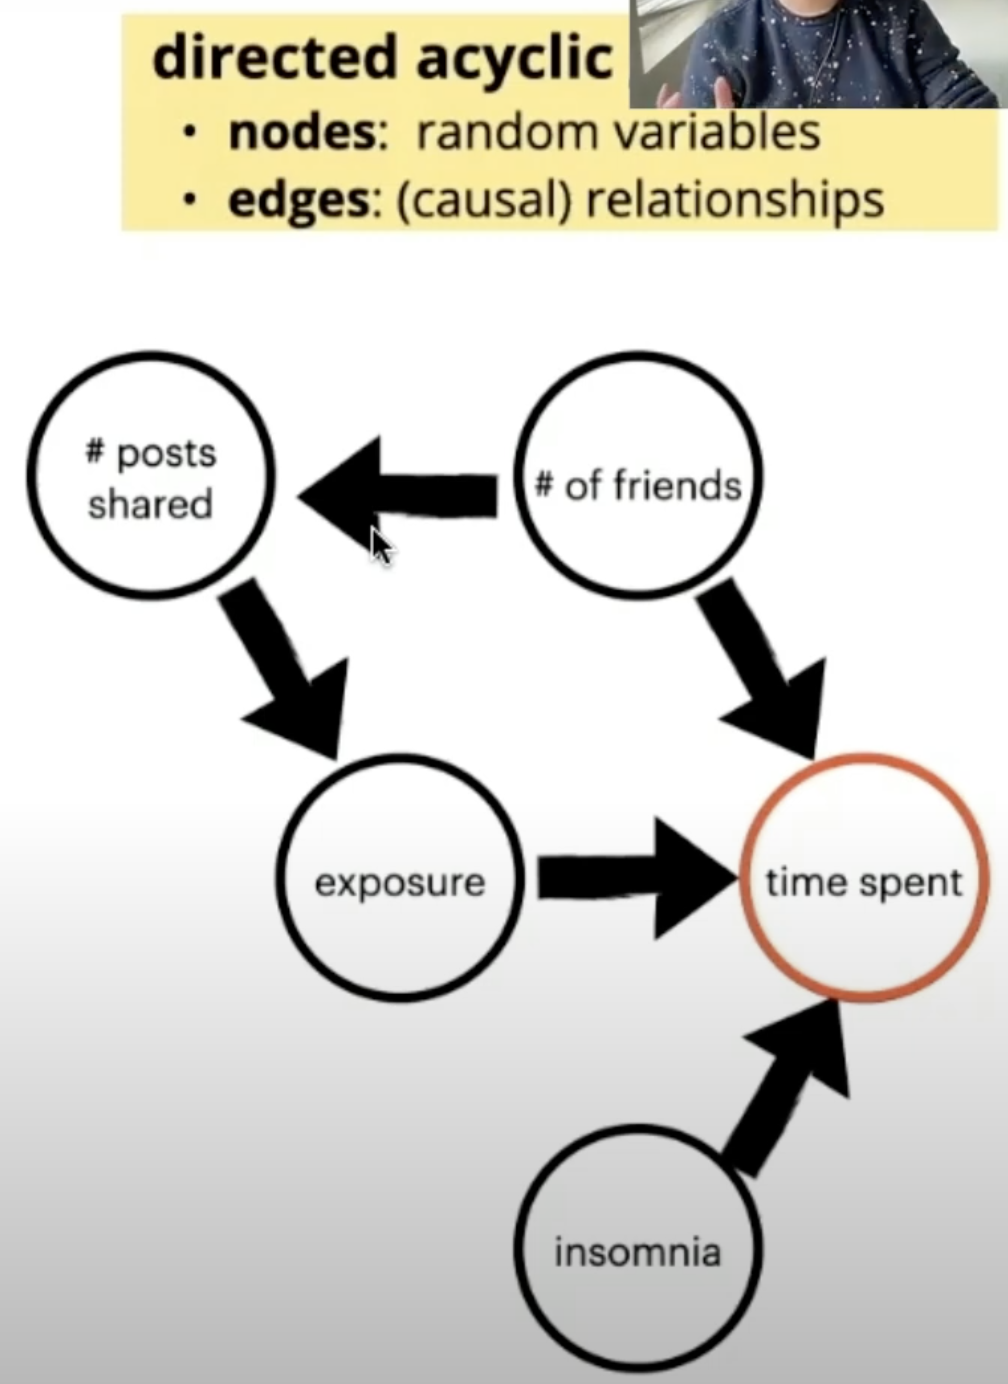 directed acyclic
• nodes: random variables
• edges: (causal) relationships
# posts
shared
# of friends
exposure
time spent
insomnia